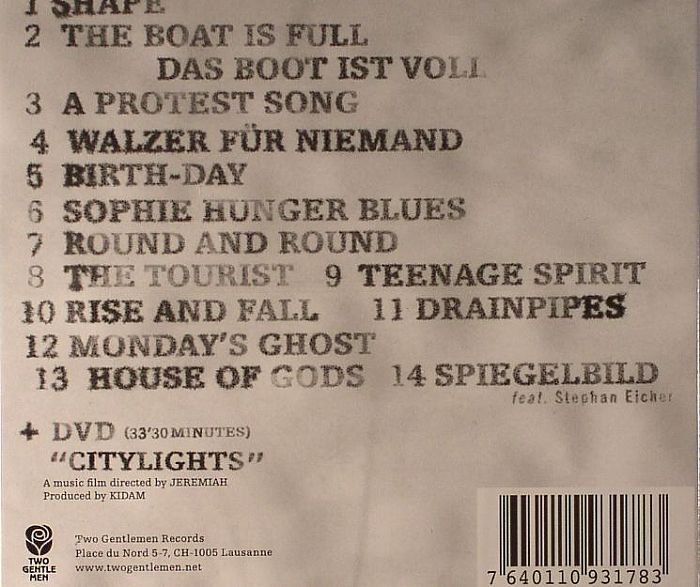 1 SHAPE
2 THE BOAT IS FULL
DAS BOOT IST VOLL
3 A PROTEST SONG
4 WALZER FÜR NIEMAND
5 BIRTH-DAY
6 SOPHIE HUNGER BLUES
7 ROUND AND ROUND
8 THE TOURIST 9 TEENAGE SPIRIT
10 RISE AND FALL 11 DRAINPIPES
12 MONDAY'S GHOST
13 HOUSE OF GODS 14 SPIEGELBILD
feat. Stephan Eicher
+ DVD (33'30 MINUTES)
"CITYLIGHTS"
A music film directed by JEREMIAH
Produced by KIDAM
TWO
GENTLE
MEN
Two Gentlemen Records
Place du Nord 5-7, CH-1005 Lausanne
www.twogentlemen.net
7 640110 931783